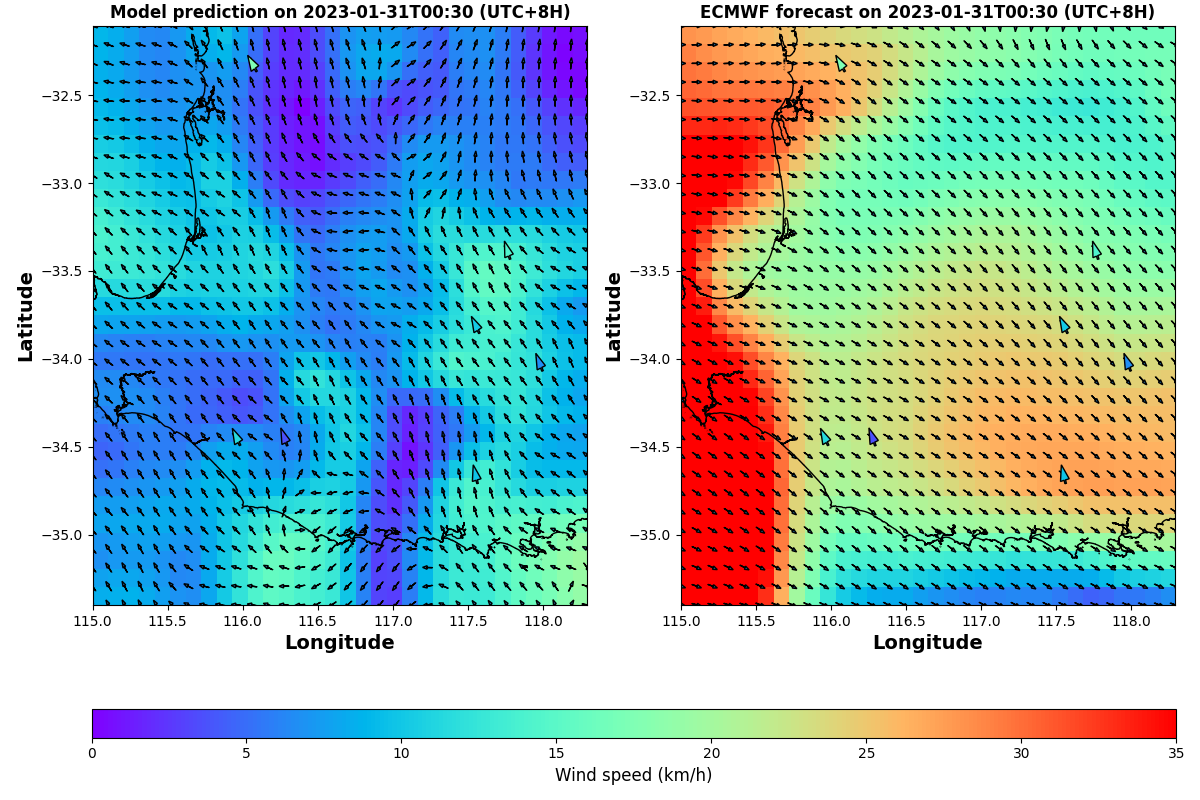 Model prediction on 2023-01-31T00:30 (UTC+8H)
ECMWF forecast on 2023-01-31T00:30 (UTC+8H)
−32.5
−33.0
−33.5
−34.0
−34.5
−35.0
Latitude
115.0 115.5 116.0 116.5 117.0 117.5 118.0
Longitude
−32.5
−33.0
−33.5
−34.0
−34.5
−35.0
Latitude
115.0 115.5 116.0 116.5 117.0 117.5 118.0
Longitude
0 5 10 15 20 25 30 35
Wind speed (km/h)